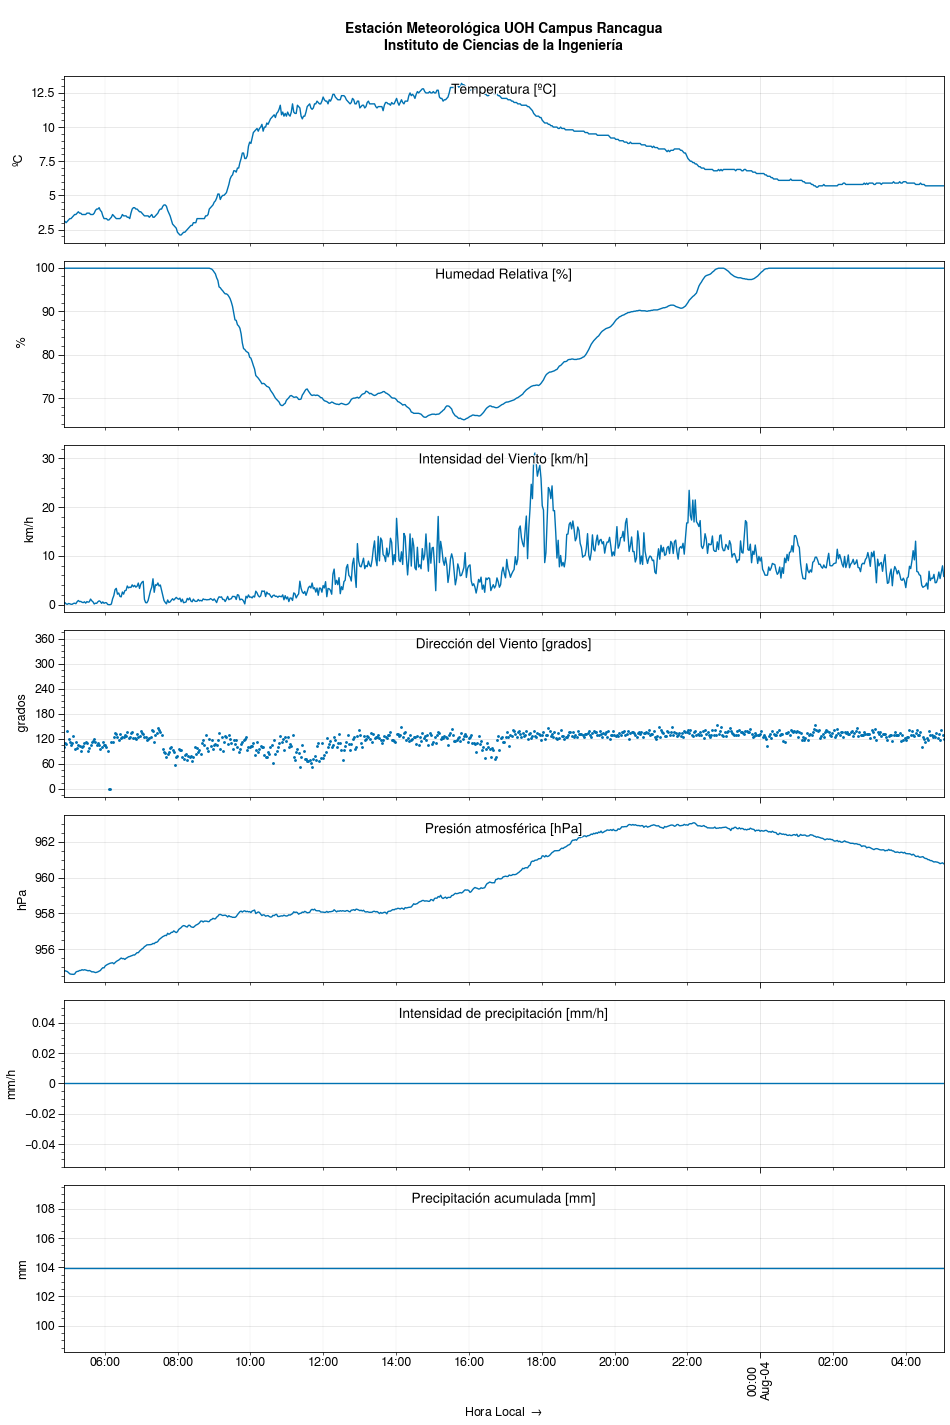 Estación Meteorológica UOH Campus Rancagua
Instituto de Ciencias de la Ingeniería
Temperatura [ºC]
ºC
12.5
10
7.5
5
2.5
Humedad Relativa [%]
%
100
90
80
70
Intensidad del Viento [km/h]
km/h
30
20
10
0
Dirección del Viento [grados]
grados
360
300
240
180
120
60
0
Presión atmosférica [hPa]
hPa
962
960
958
956
Intensidad de precipitación [mm/h]
mm/h
0.04
0.02
0
−0.02
−0.04
Precipitación acumulada [mm]
mm
108
106
104
102
100
06:00 08:00 10:00 12:00 14:00 16:00 18:00 20:00 22:00 00:00 02:00 04:00
Aug-04
Hora Local →